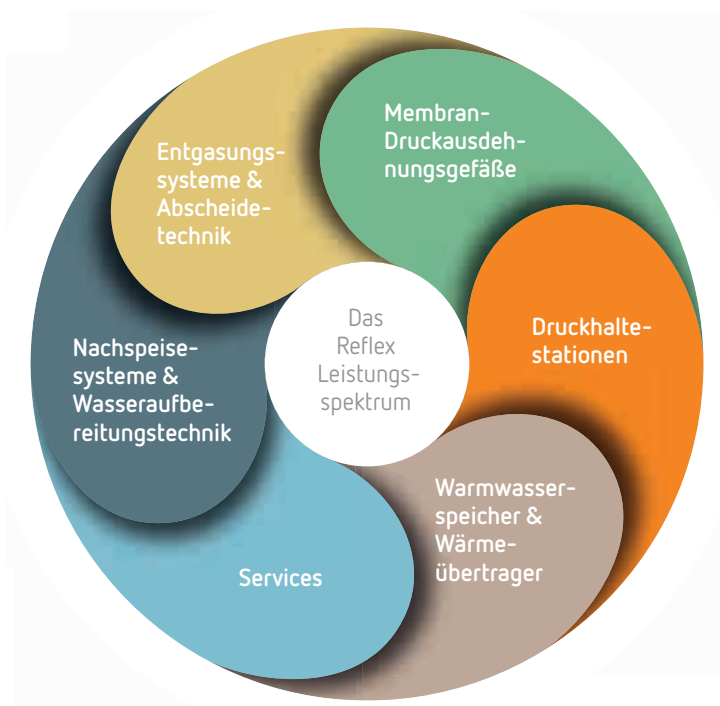 Membran-
Druckausdeh-
nungsgefäße
Entgasungs-
systeme &
Abscheide-
technik
Das
Reflex
Leistungs-
spektrum
Druckhalte-
stationen
Nachspeise-
systeme &
Wasseraufbe-
reitungstechnik
Warmwasser-
speicher &
Wärme-
übertrager
Services